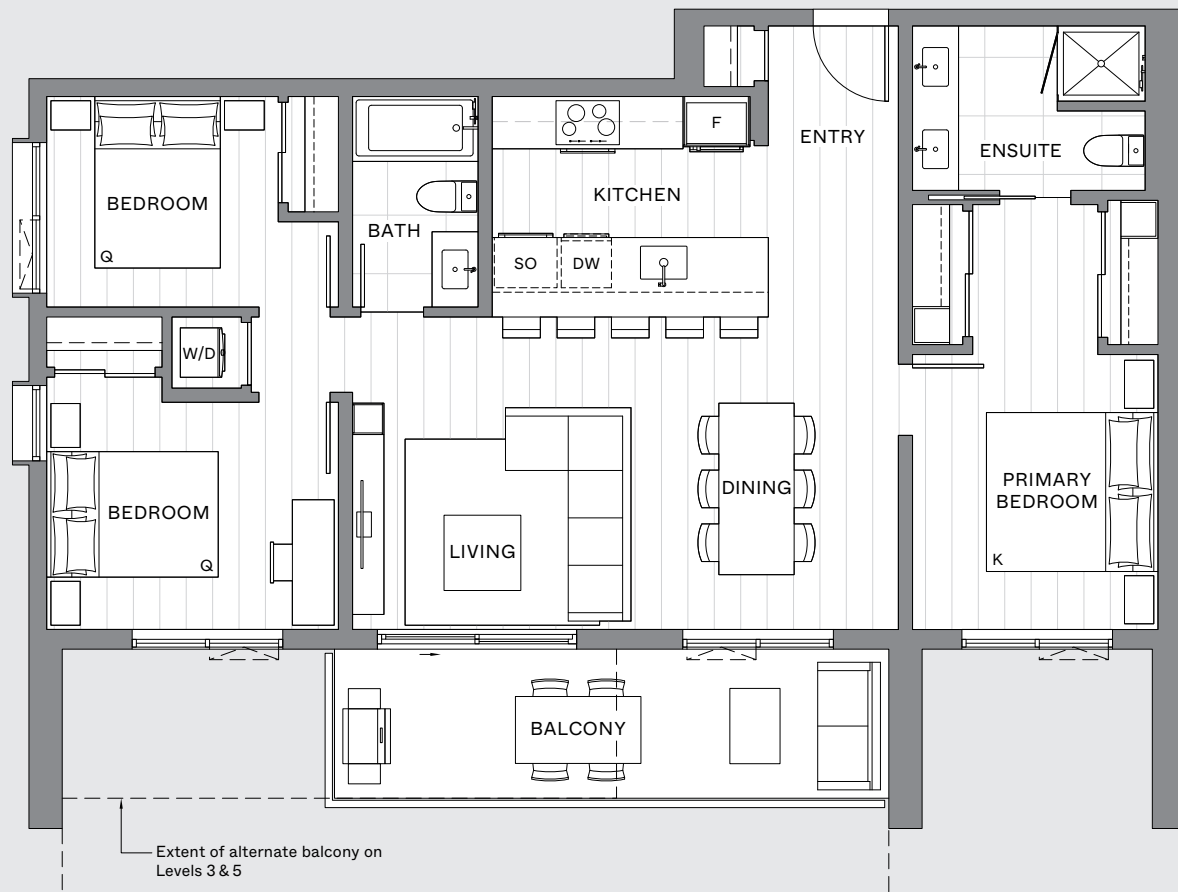 F
ENTRY
ENSUITE
KITCHEN
BEDROOM
Q
BATH
SO
DW
W/D
BEDROOM
Q
LIVING
DINING
PRIMARY
BEDROOM
K
BALCONY
Extent of alternate balcony on
Levels 3 & 5